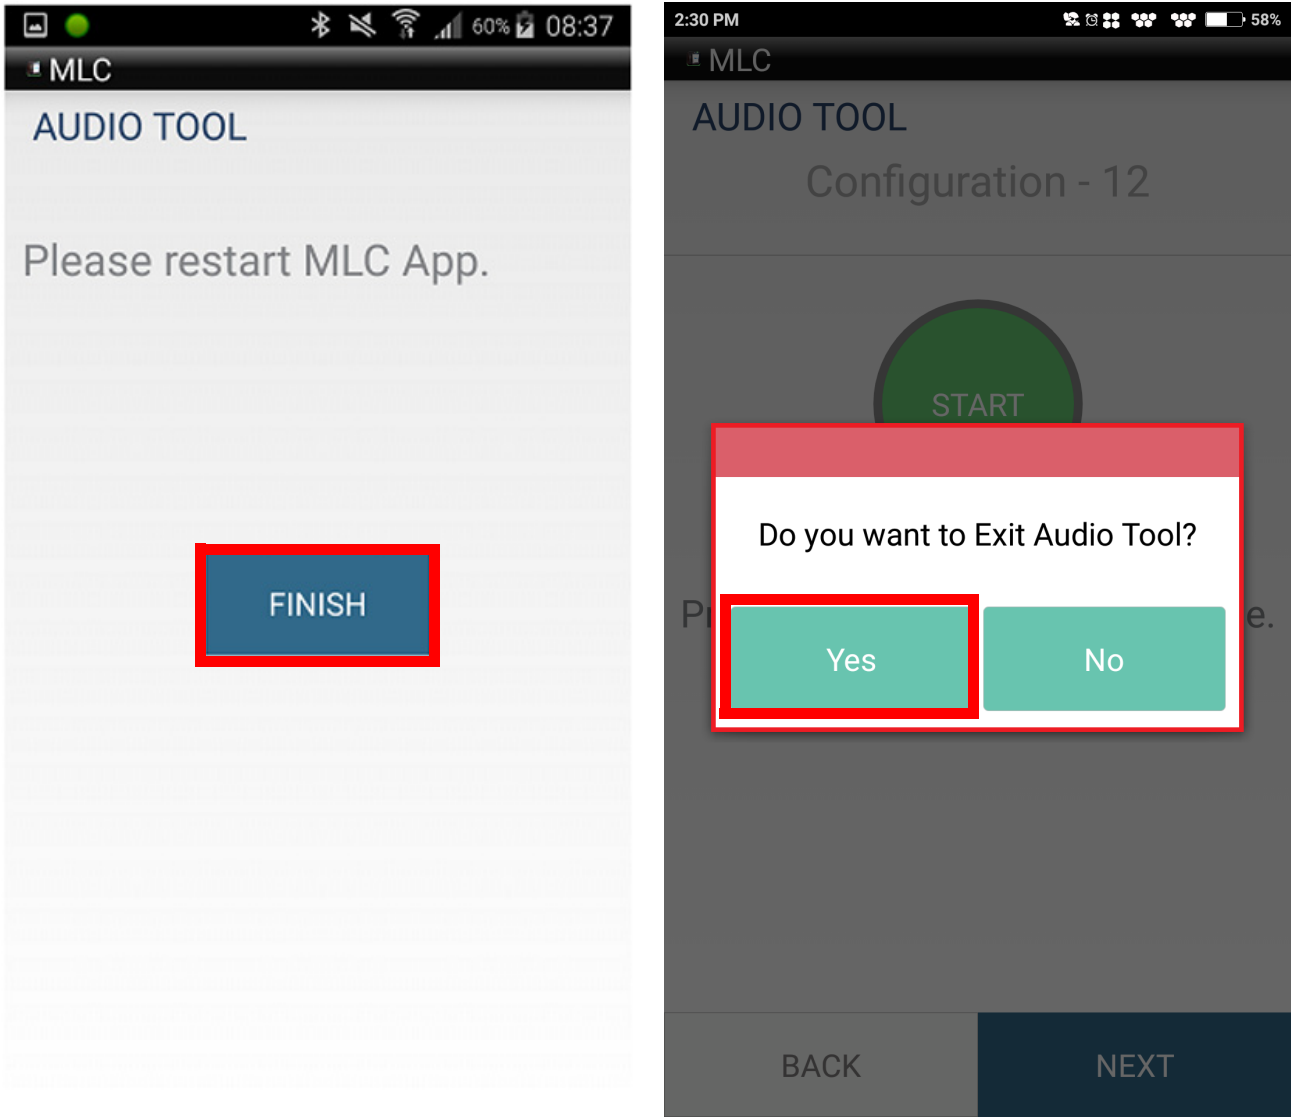 60% 08:37
MLC
AUDIO TOOL
Please restart MLC App.
FINISH
2:30 PM 58%
MLC
AUDIO TOOL
Configuration - 12
START
Do you want to Exit Audio Tool?
Yes No
BACK NEXT